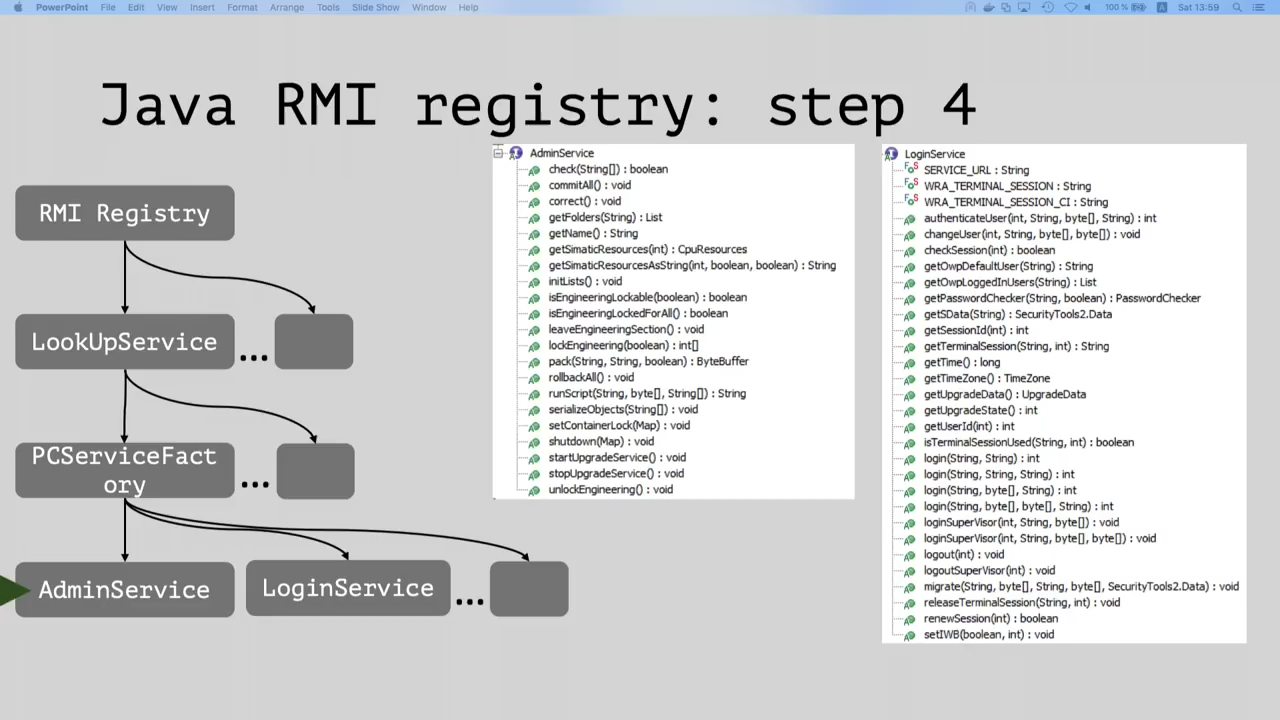 PowerPoint File Edit View Insert Format Arrange Tools Slide Show Window Help 100 % Sat 13:59
Java RMI registry: step 4
RMI Registry
LookUpService
...
PCServiceFact
ory
...
AdminService
LoginService
...
AdminService
check(String[]) : boolean
commitAll() : void
correct() : void
getFolders(String) : List
getName() : String
getSimaticResources(int) : CpuResources
getSimaticResourcesAsString(int, boolean, boolean) : String
initLists() : void
isEngineeringLockable(boolean) : boolean
isEngineeringLockedForAll() : boolean
leaveEngineeringSection() : void
lockEngineering(boolean) : int[]
pack(String, String, boolean) : ByteBuffer
rollbackAll() : void
runScript(String, byte[], String[]) : String
serializeObjects(String[]) : void
setContainerLock(Map) : void
shutdown(Map) : void
startUpgradeService() : void
stopUpgradeService() : void
unlockEngineering() : void
LoginService
SERVICE_URL : String
WRA_TERMINAL_SESSION : String
WRA_TERMINAL_SESSION_CI : String
authenticateUser(int, String, byte[], String) : int
changeUser(int, String, byte[], byte[]) : void
checkSession(int) : boolean
getOwpDefaultUser(String) : String
getOwpLoggedInUsers(String) : List
getPasswordChecker(String, boolean) : PasswordChecker
getSData(String) : SecurityTools2.Data
getSessionId(int) : int
getTerminalSession(String, int) : String
getTime() : long
getTimeZone() : TimeZone
getUpgradeData() : UpgradeData
getUpgradeState() : int
getUserId(int) : int
isTerminalSessionUsed(String, int) : boolean
login(String, String) : int
login(String, String, String) : int
login(String, byte[], String) : int
login(String, byte[], byte[], String) : int
loginSuperVisor(int, String, byte[]) : void
loginSuperVisor(int, String, byte[], byte[]) : void
logout(int) : void
logoutSuperVisor(int) : void
migrate(String, byte[], String, byte[], SecurityTools2.Data) : void
releaseTerminalSession(String, int) : void
renewSession(int) : boolean
setIWB(boolean, int) : void